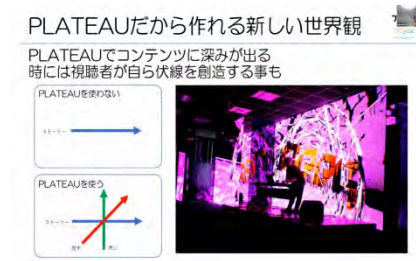 PLATEAUだから作れる新しい世界観
PLATEAUでコンテンツに深みが出る
時には視聴者が自ら伏線を創造する事も
PLATEAUを使わない
ストーリー
PLATEAUを使う
ストーリー